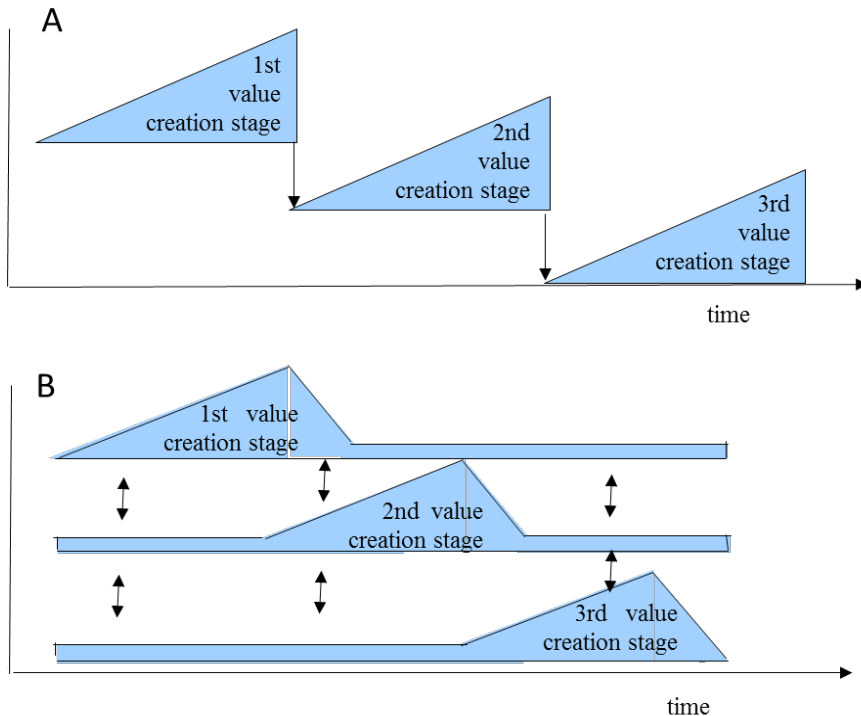 A
1st
value
creation stage
2nd
value
creation stage
3rd
value
creation stage
time
B
1st value
creation stage
2nd value
creation stage
3rd value
creation stage
time